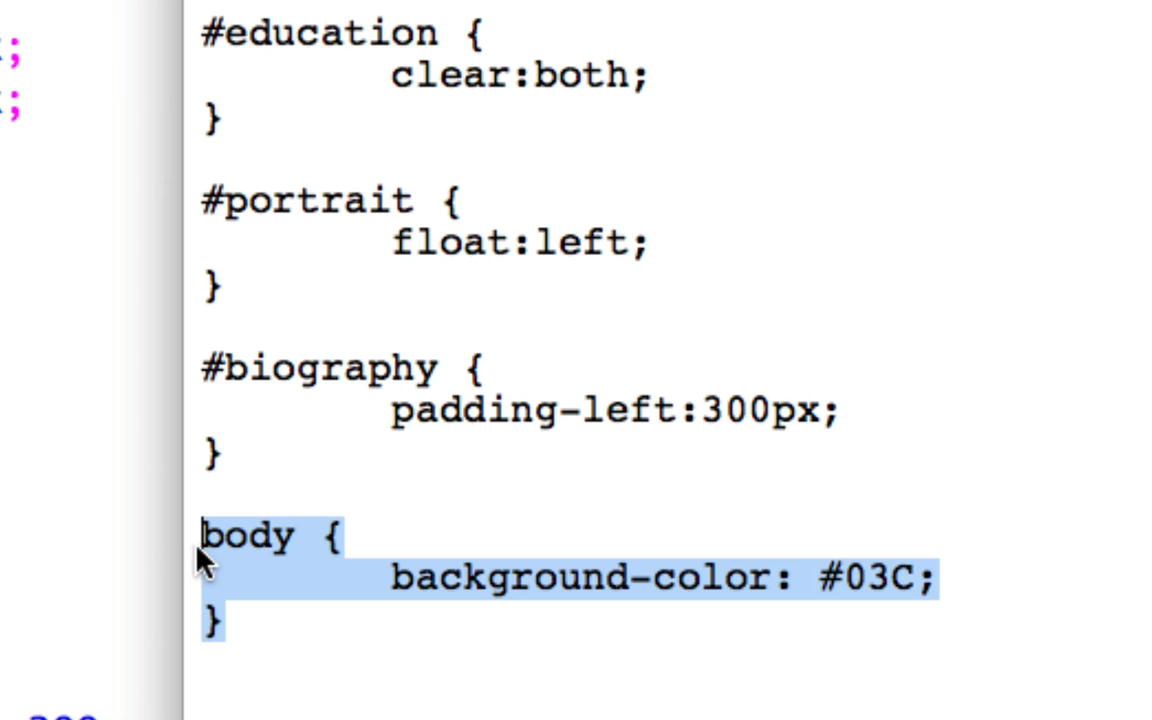 ;
;
#education {
clear:both;
}
#portrait {
float:left;
}
#biography {
padding-left:300px;
}
body {
background-color: #03C;
}